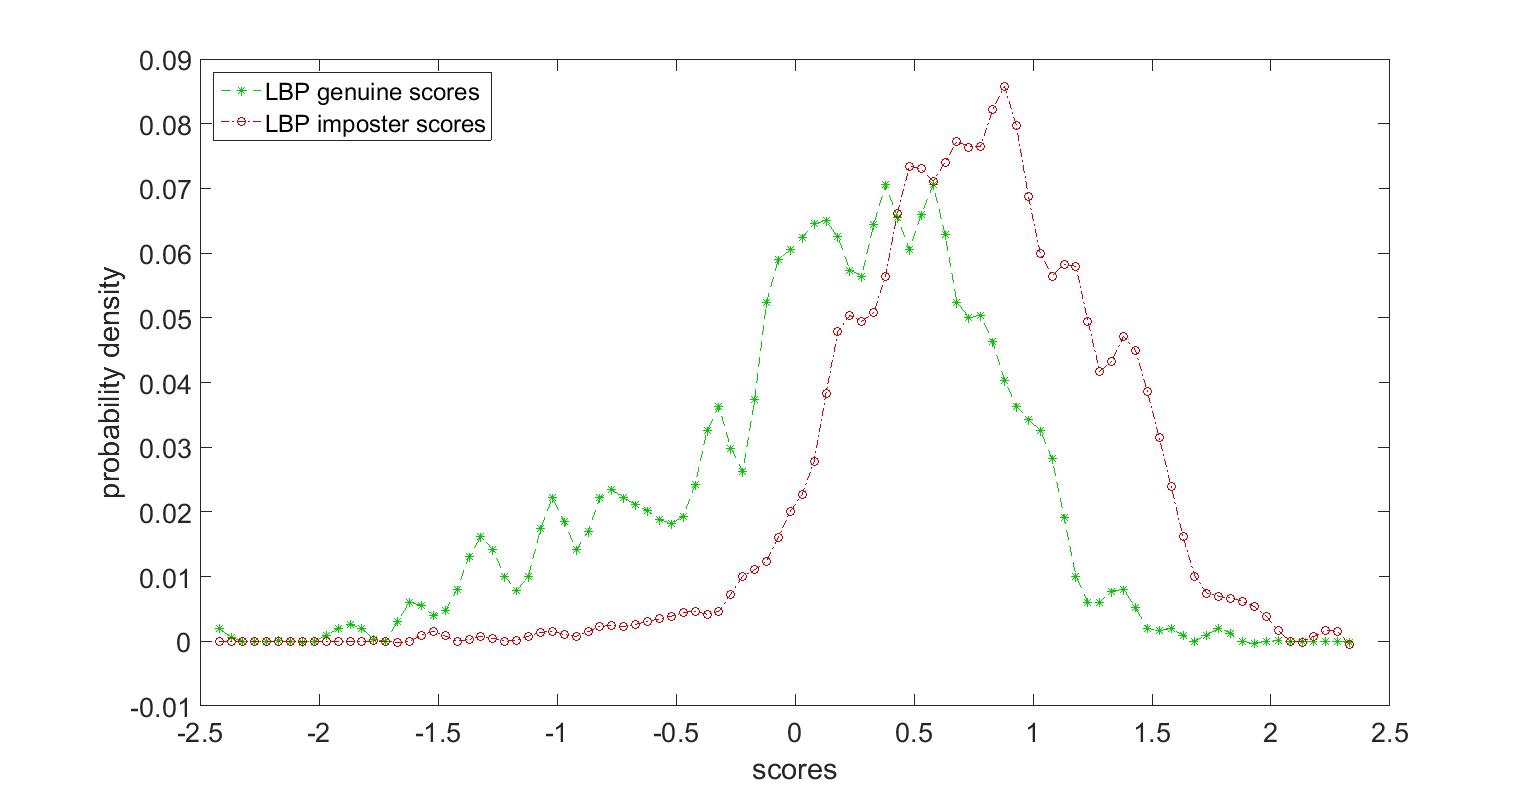 LBP genuine scores
LBP imposter scores
0.09
0.08
0.07
0.06
0.05
0.04
0.03
0.02
0.01
0
-0.01
probability density
-2.5 -2 -1.5 -1 -0.5 0 0.5 1 1.5 2 2.5
scores